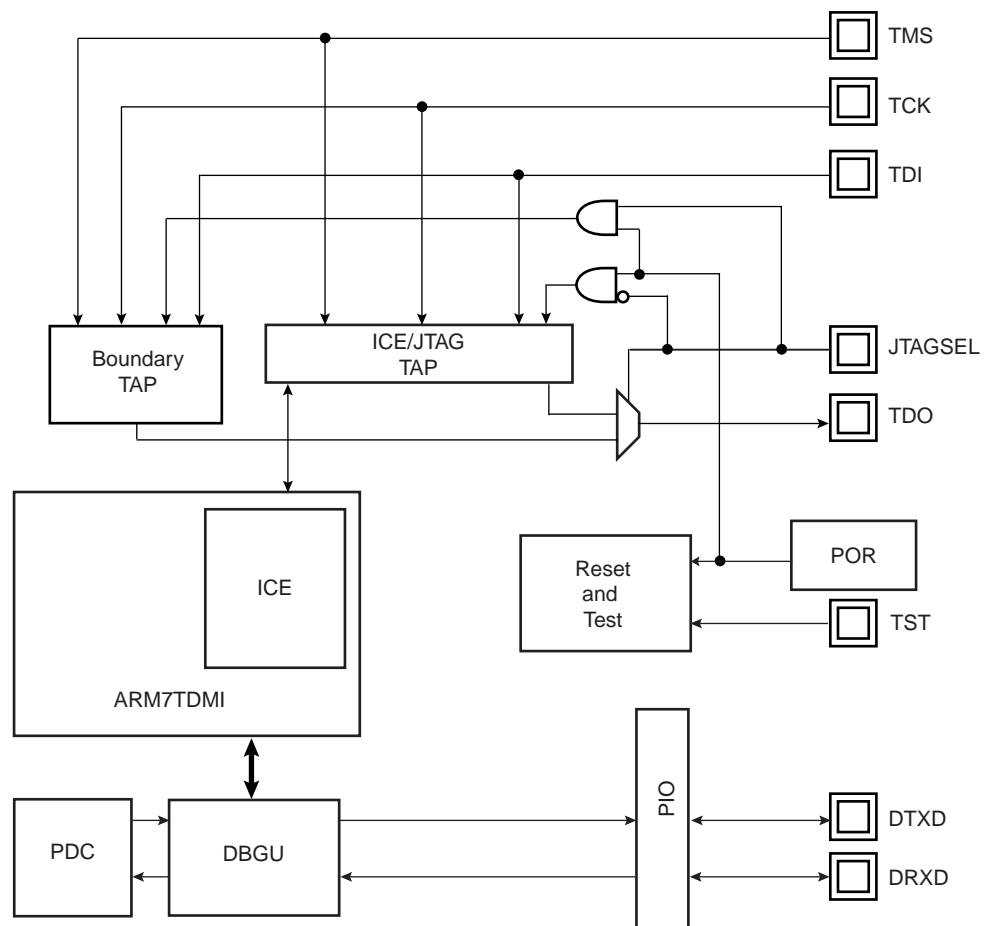 TMS
TCK
TDI
Boundary
TAP
ICE/JTAG
TAP
JTAGSEL
TDO
Reset
and
Test
POR
TST
ICE
ARM7TDMI
PDC
DBGU
PIO
DTXD
DRXD